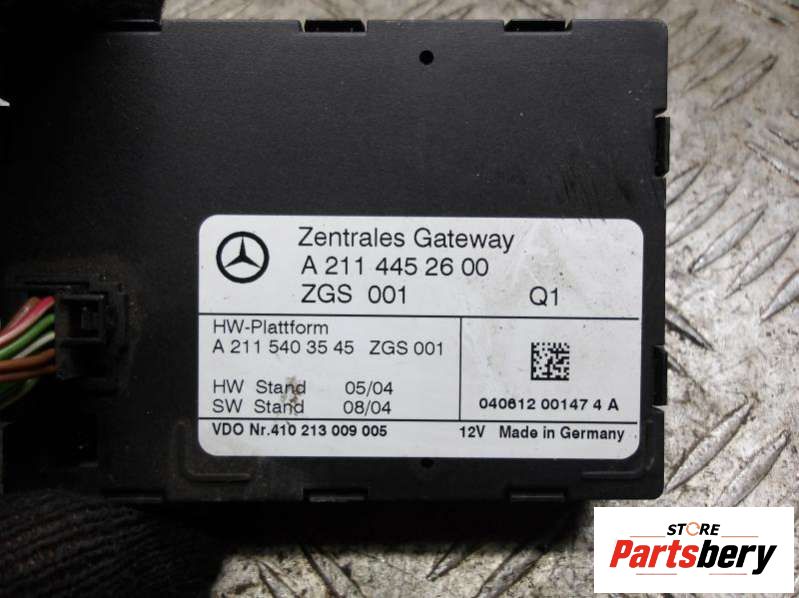 Zentrales Gateway
A 211 445 26 00
ZGS 001 Q1
HW-Plattform
A 211 540 35 45 ZGS 001
HW Stand 05/04
SW Stand 08/04
040612 00147 4 A
VDO Nr.410 213 009 005 12V Made in Germany
STORE
Partsbery